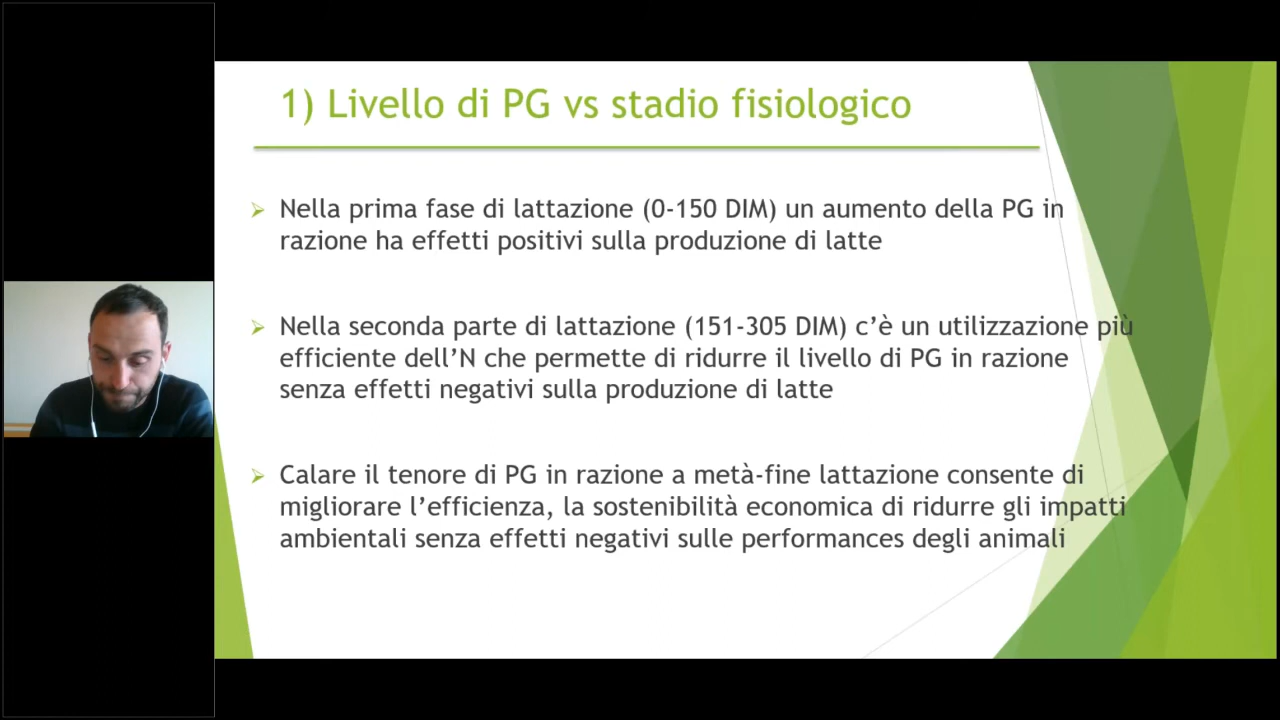 1) Livello di PG vs stadio fisiologico
Nella prima fase di lattazione (0-150 DIM) un aumento della PG in
razione ha effetti positivi sulla produzione di latte
Nella seconda parte di lattazione (151-305 DIM) c’è un utilizzazione più
efficiente dell’N che permette di ridurre il livello di PG in razione
senza effetti negativi sulla produzione di latte
Calare il tenore di PG in razione a metà-fine lattazione consente di
migliorare l’efficienza, la sostenibilità economica di ridurre gli impatti
ambientali senza effetti negativi sulle performances degli animali